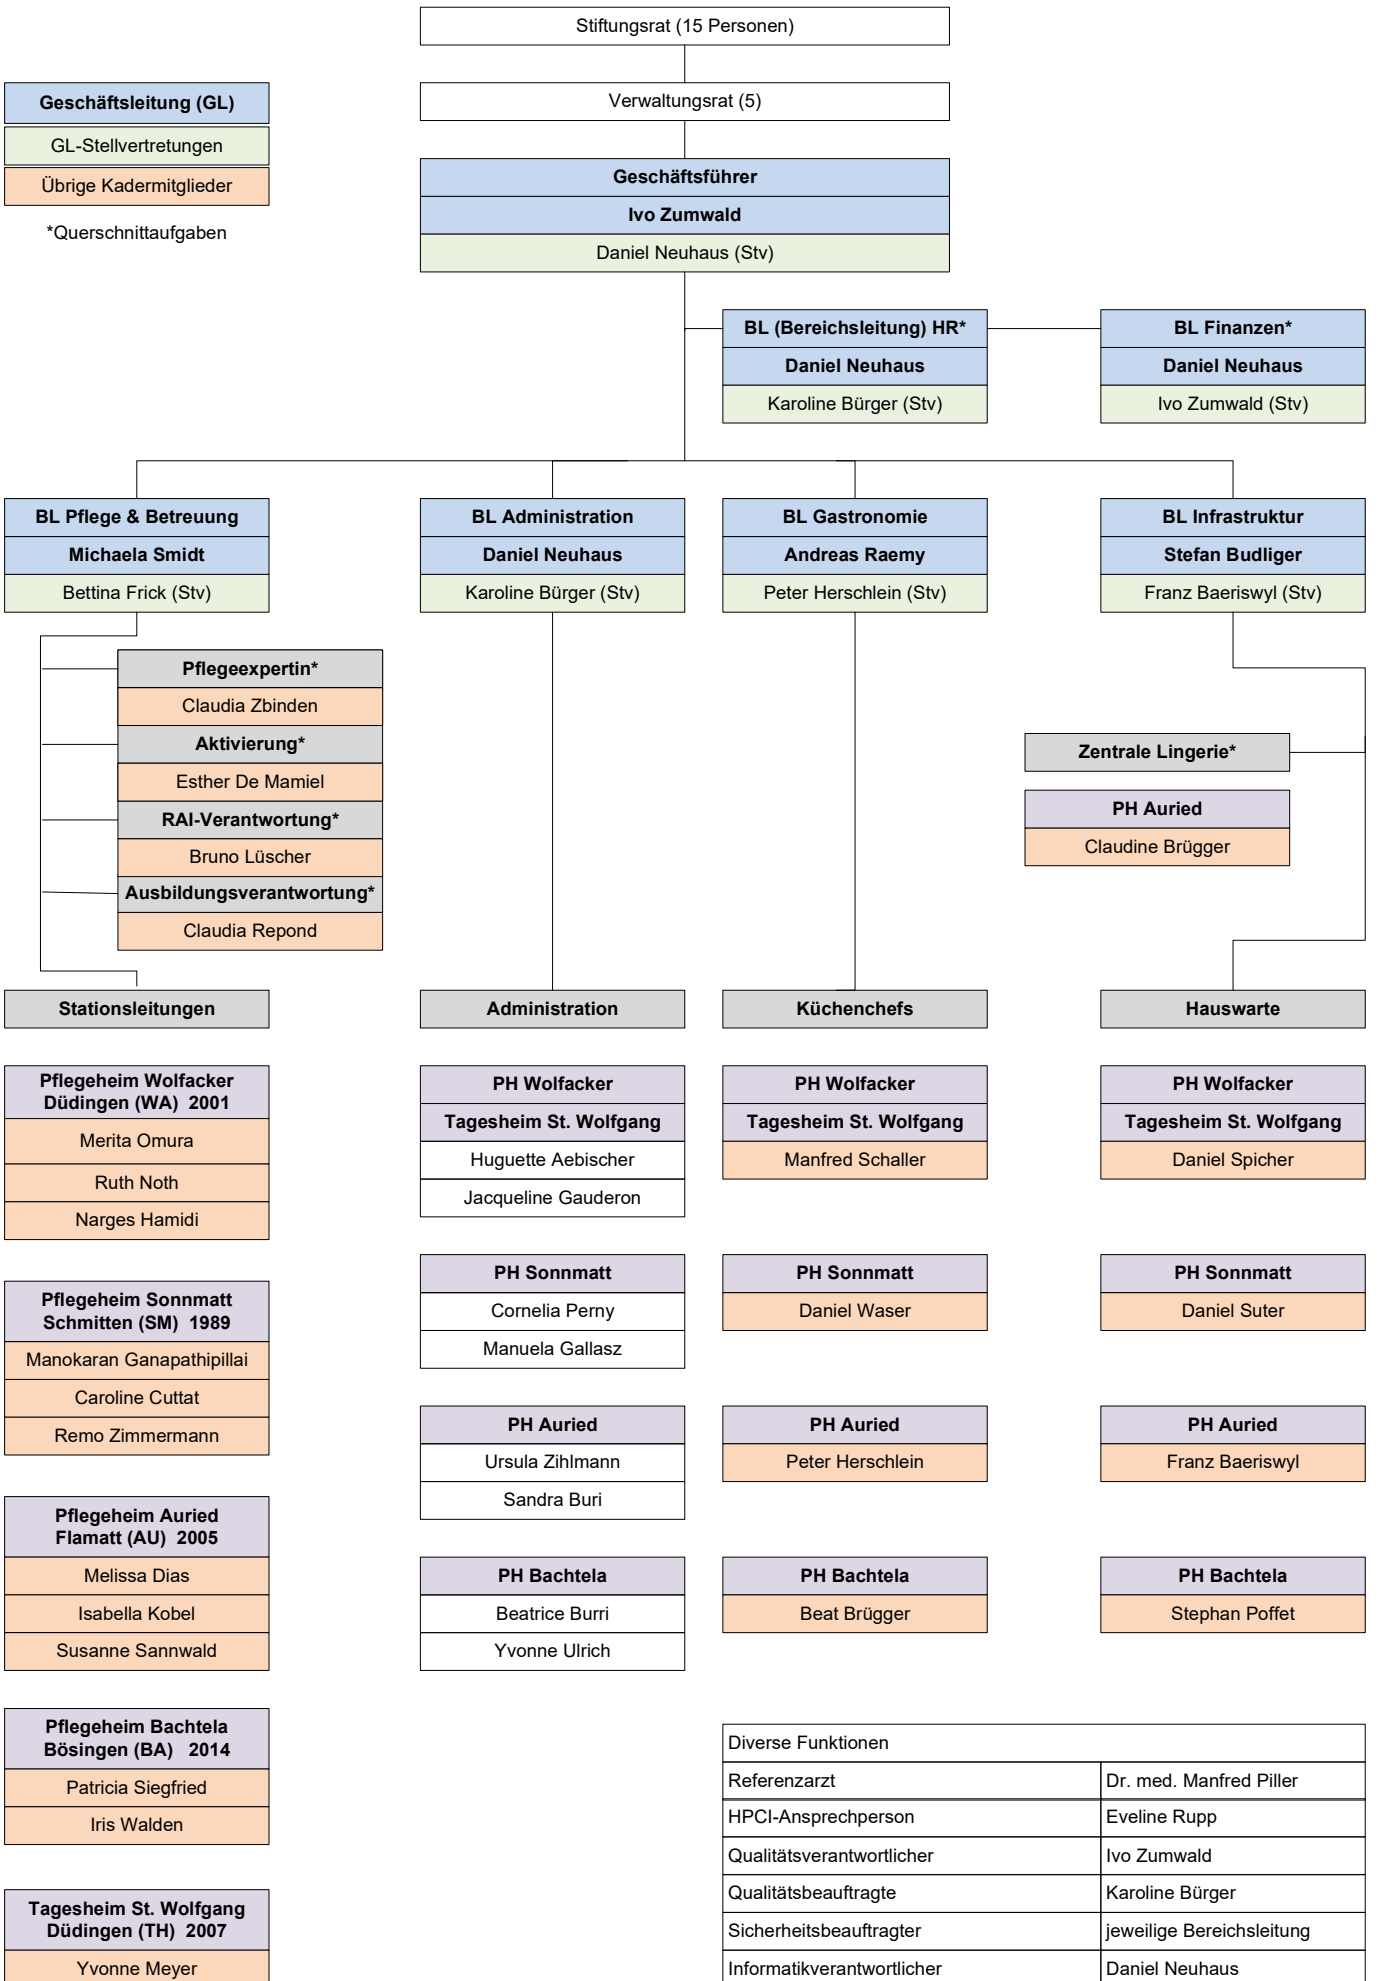 Stiftungsrat (15 Personen)
Verwaltungsrat (5)
Geschäftsleitung (GL)
GL-Stellvertretungen
Übrige Kadermitglieder
*Querschnittaufgaben
Geschäftsführer
Ivo Zumwald
Daniel Neuhaus (Stv)
BL (Bereichsleitung) HR*
Daniel Neuhaus
Karoline Bürger (Stv)
BL Finanzen*
Daniel Neuhaus
Ivo Zumwald (Stv)
BL Pflege & Betreuung
Michaela Smidt
Bettina Frick (Stv)
BL Administration
Daniel Neuhaus
Karoline Bürger (Stv)
BL Gastronomie
Andreas Raemy
Peter Herschlein (Stv)
BL Infrastruktur
Stefan Budliger
Franz Baeriswyl (Stv)
Pflegeexpertin*
Claudia Zbinden
Aktivierung*
Esther De Mamiel
RAI-Verantwortung*
Bruno Lüscher
Ausbildungsverantwortung*
Claudia Repond
Zentrale Lingerie*
PH Auried
Claudine Brügger
Stationsleitungen
Pflegeheim Wolfacker
Düdingen (WA) 2001
Merita Omura
Ruth Noth
Narges Hamidi
Pflegeheim Sonnmatt
Schmitten (SM) 1989
Manokaran Ganapathipillai
Caroline Cuttat
Remo Zimmermann
Pflegeheim Auried
Flamatt (AU) 2005
Melissa Dias
Isabella Kobel
Susanne Sannwald
Pflegeheim Bachtela
Bösingen (BA) 2014
Patricia Siegfried
Iris Walden
Tagesheim St. Wolfgang
Düdingen (TH) 2007
Yvonne Meyer
Administration
PH Wolfacker
Tagesheim St. Wolfgang
Huguette Aebischer
Jacqueline Gauderon
PH Sonnmatt
Cornelia Perny
Manuela Gallasz
PH Auried
Ursula Zihlmann
Sandra Buri
PH Bachtela
Beatrice Burri
Yvonne Ulrich
Küchenchefs
PH Wolfacker
Tagesheim St. Wolfgang
Manfred Schaller
PH Sonnmatt
Daniel Waser
PH Auried
Peter Herschlein
PH Bachtela
Beat Brügger
Hauswarte
PH Wolfacker
Tagesheim St. Wolfgang
Daniel Spicher
PH Sonnmatt
Daniel Suter
PH Auried
Franz Baeriswyl
PH Bachtela
Stephan Poffet
Diverse Funktionen
Referenzarzt Dr. med. Manfred Piller
HPCI-Ansprechperson Eveline Rupp
Qualitätsverantwortlicher Ivo Zumwald
Qualitätsbeauftragte Karoline Bürger
Sicherheitsbeauftragter jeweilige Bereichsleitung
Informatikverantwortlicher Daniel Neuhaus